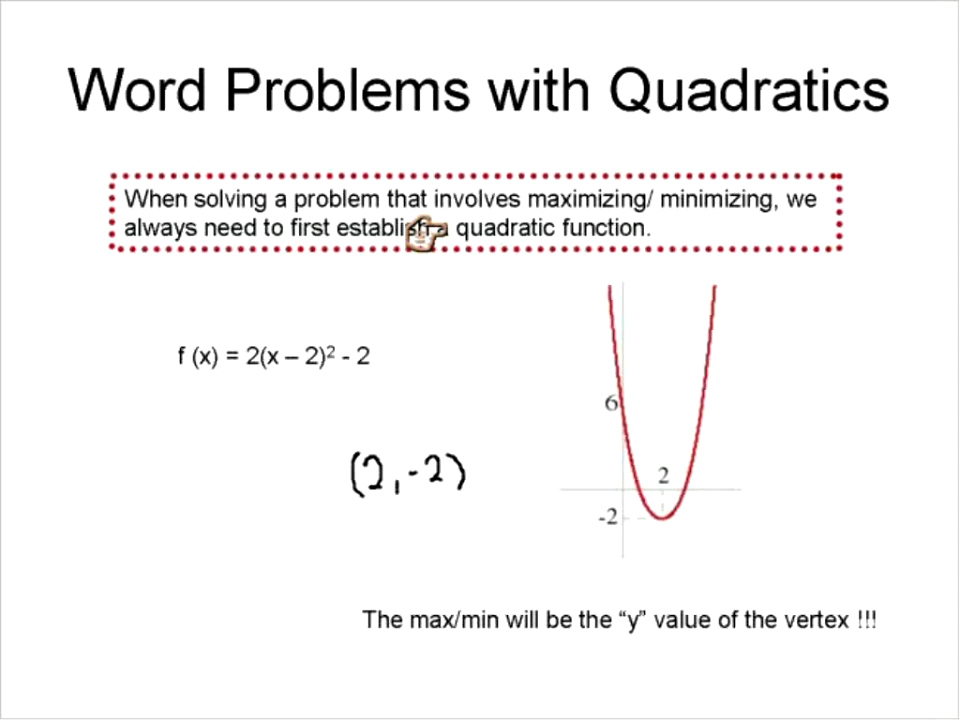 Word Problems with Quadratics
When solving a problem that involves maximizing/ minimizing, we
always need to first establish a quadratic function.
f (x) = 2(x – 2)² - 2
6
(2,-2)
2
-2
The max/min will be the “y” value of the vertex !!!